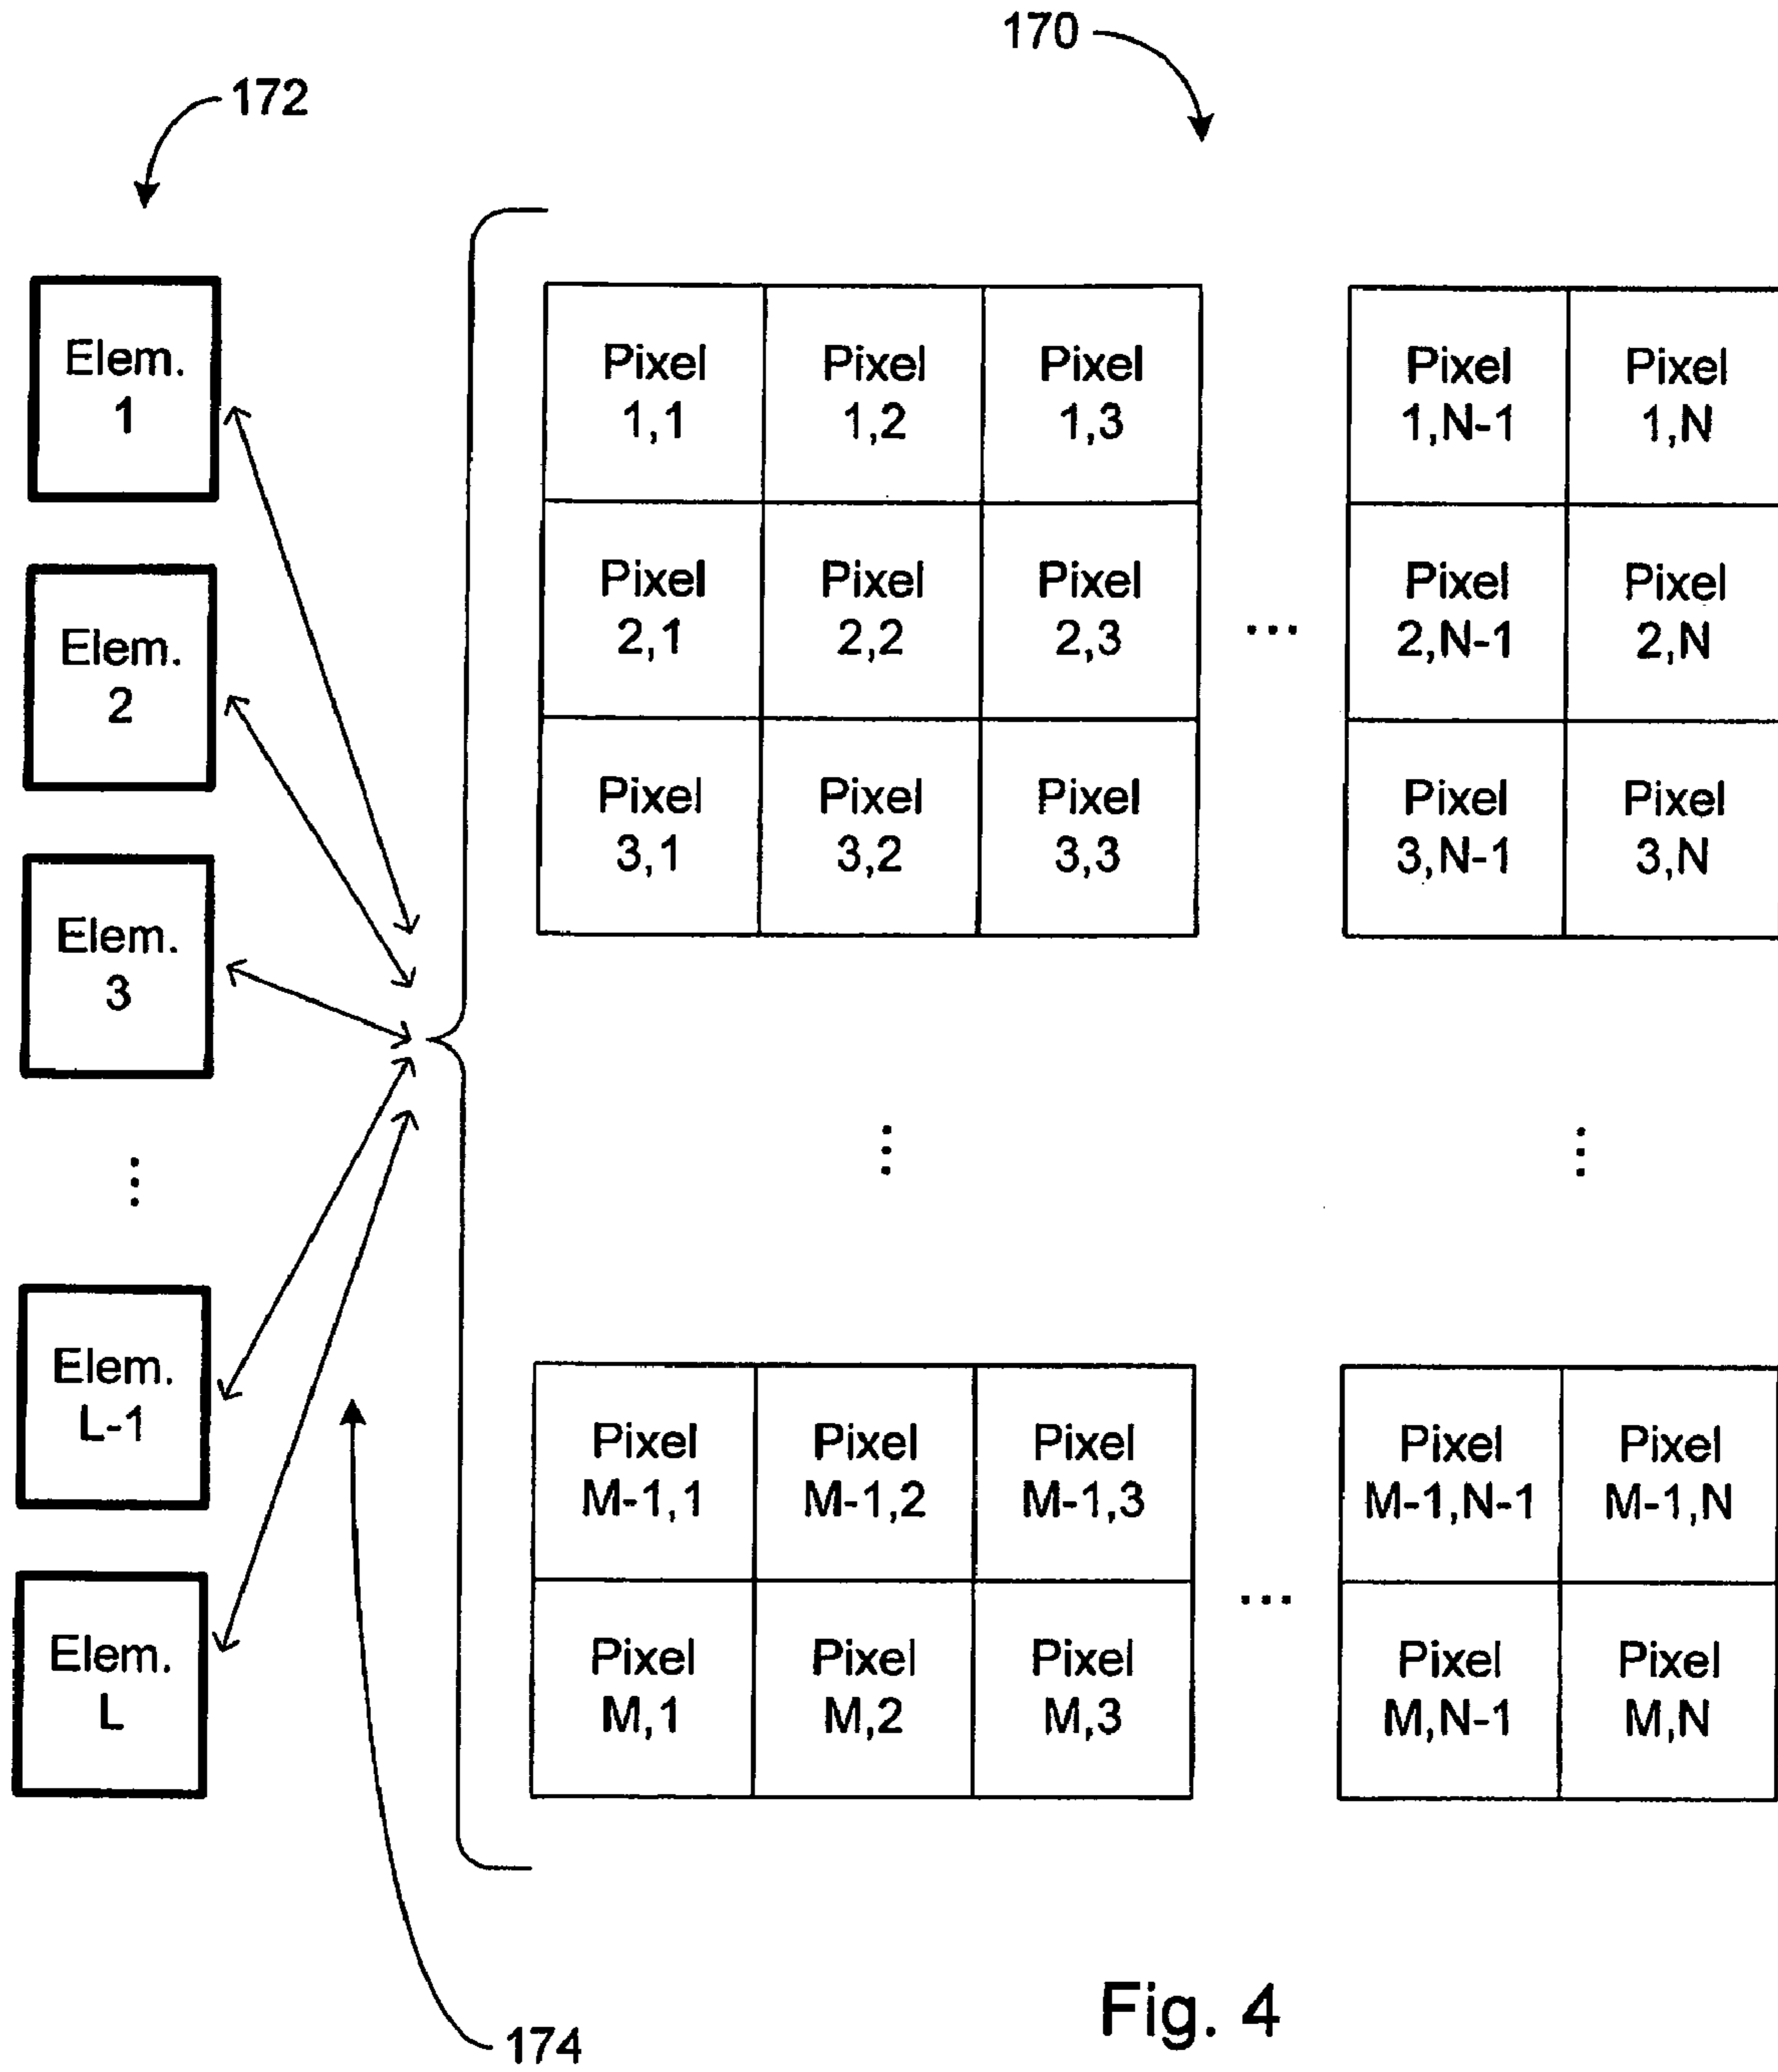 170
172
Elem.
1
Elem.
2
Elem.
3
⋮
Elem.
L-1
Elem.
L
Pixel
1,1
Pixel
1,2
Pixel
1,3
Pixel
1,N-1
Pixel
1,N
Pixel
2,1
Pixel
2,2
Pixel
2,3
...
Pixel
2,N-1
Pixel
2,N
Pixel
3,1
Pixel
3,2
Pixel
3,3
Pixel
3,N-1
Pixel
3,N
⋮
⋮
Pixel
M-1,1
Pixel
M-1,2
Pixel
M-1,3
Pixel
M-1,N-1
Pixel
M-1,N
...
Pixel
M,1
Pixel
M,2
Pixel
M,3
Pixel
M,N-1
Pixel
M,N
174
Fig. 4